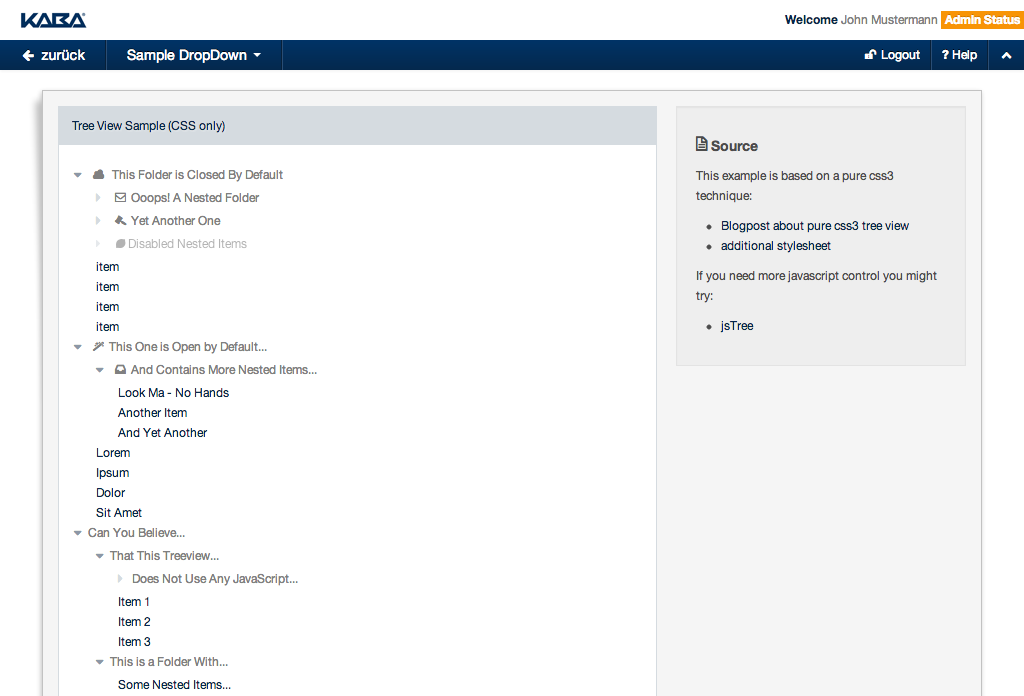 KABA
Welcome John Mustermann Admin Status
zurück Sample DropDown Logout ? Help
Tree View Sample (CSS only)
This Folder is Closed By Default
Ooops! A Nested Folder
Yet Another One
Disabled Nested Items
item
item
item
item
This One is Open by Default...
And Contains More Nested Items...
Look Ma - No Hands
Another Item
And Yet Another
Lorem
Ipsum
Dolor
Sit Amet
Can You Believe...
That This Treeview...
Does Not Use Any JavaScript...
Item 1
Item 2
Item 3
This is a Folder With...
Some Nested Items...
Source
This example is based on a pure css3
technique:
Blogpost about pure css3 tree view
additional stylesheet
If you need more javascript control you might
try:
jsTree